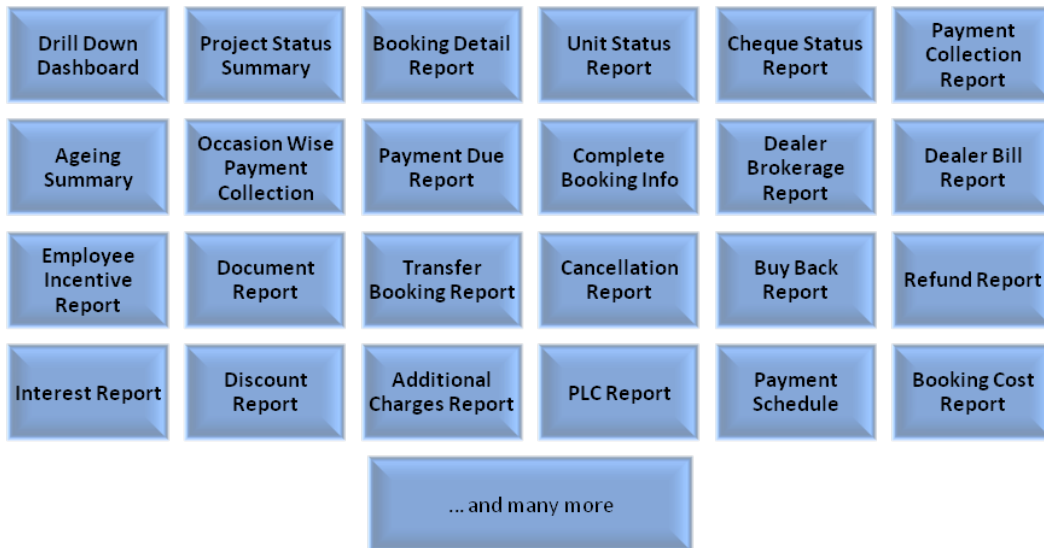 Drill Down
Dashboard
Project Status
Summary
Booking Detail
Report
Unit Status
Report
Cheque Status
Report
Payment
Collection
Report
Ageing
Summary
Occasion Wise
Payment
Collection
Payment Due
Report
Complete
Booking Info
Dealer
Brokerage
Report
Dealer Bill
Report
Employee
Incentive
Report
Document
Report
Transfer
Booking Report
Cancellation
Report
Buy Back
Report
Refund Report
Interest Report
Discount
Report
Additional
Charges Report
PLC Report
Payment
Schedule
Booking Cost
Report
... and many more